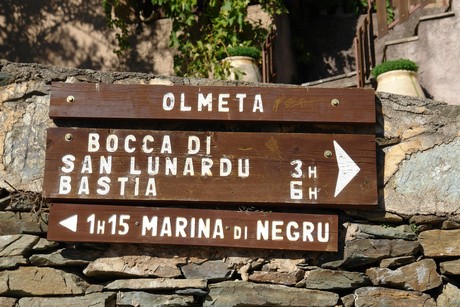 OLMETA
BOCCA DI
SAN LUNARDU 3H
BASTIA 6H
1H15 MARINA DI NEGRU